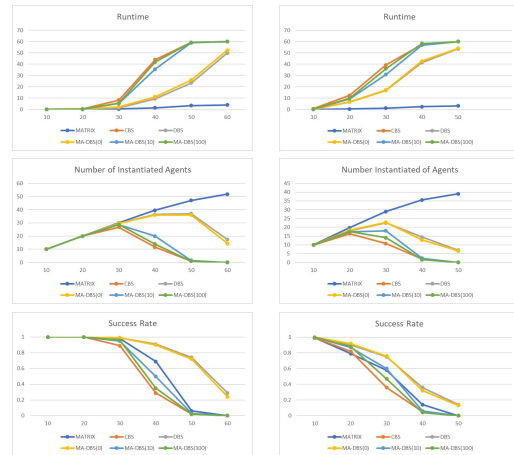 Runtime
70
60
50
40
30
20
10
0
10 20 30 40 50 60
MATRIX CBS DBS
MA-DBS(0) MA-DBS(10) MA-DBS(100)
Runtime
70
60
50
40
30
20
10
0
10 20 30 40 50
MATRIX CBS DBS
MA-DBS(0) MA-DBS(10) MA-DBS(100)
Number of Instantiated Agents
60
50
40
30
20
10
0
10 20 30 40 50 60
MATRIX CBS DBS
MA-DBS(0) MA-DBS(10) MA-DBS(100)
Number Instantiated of Agents
45
40
35
30
25
20
15
10
5
0
10 20 30 40 50
MATRIX CBS DBS
MA-DBS(0) MA-DBS(10) MA-DBS(100)
Success Rate
1
0.8
0.6
0.4
0.2
0
10 20 30 40 50 60
MATRIX CBS DBS
MA-DBS(0) MA-DBS(10) MA-DBS(100)
Success Rate
1
0.8
0.6
0.4
0.2
0
10 20 30 40 50
MATRIX CBS DBS
MA-DBS(0) MA-DBS(10) MA-DBS(100)